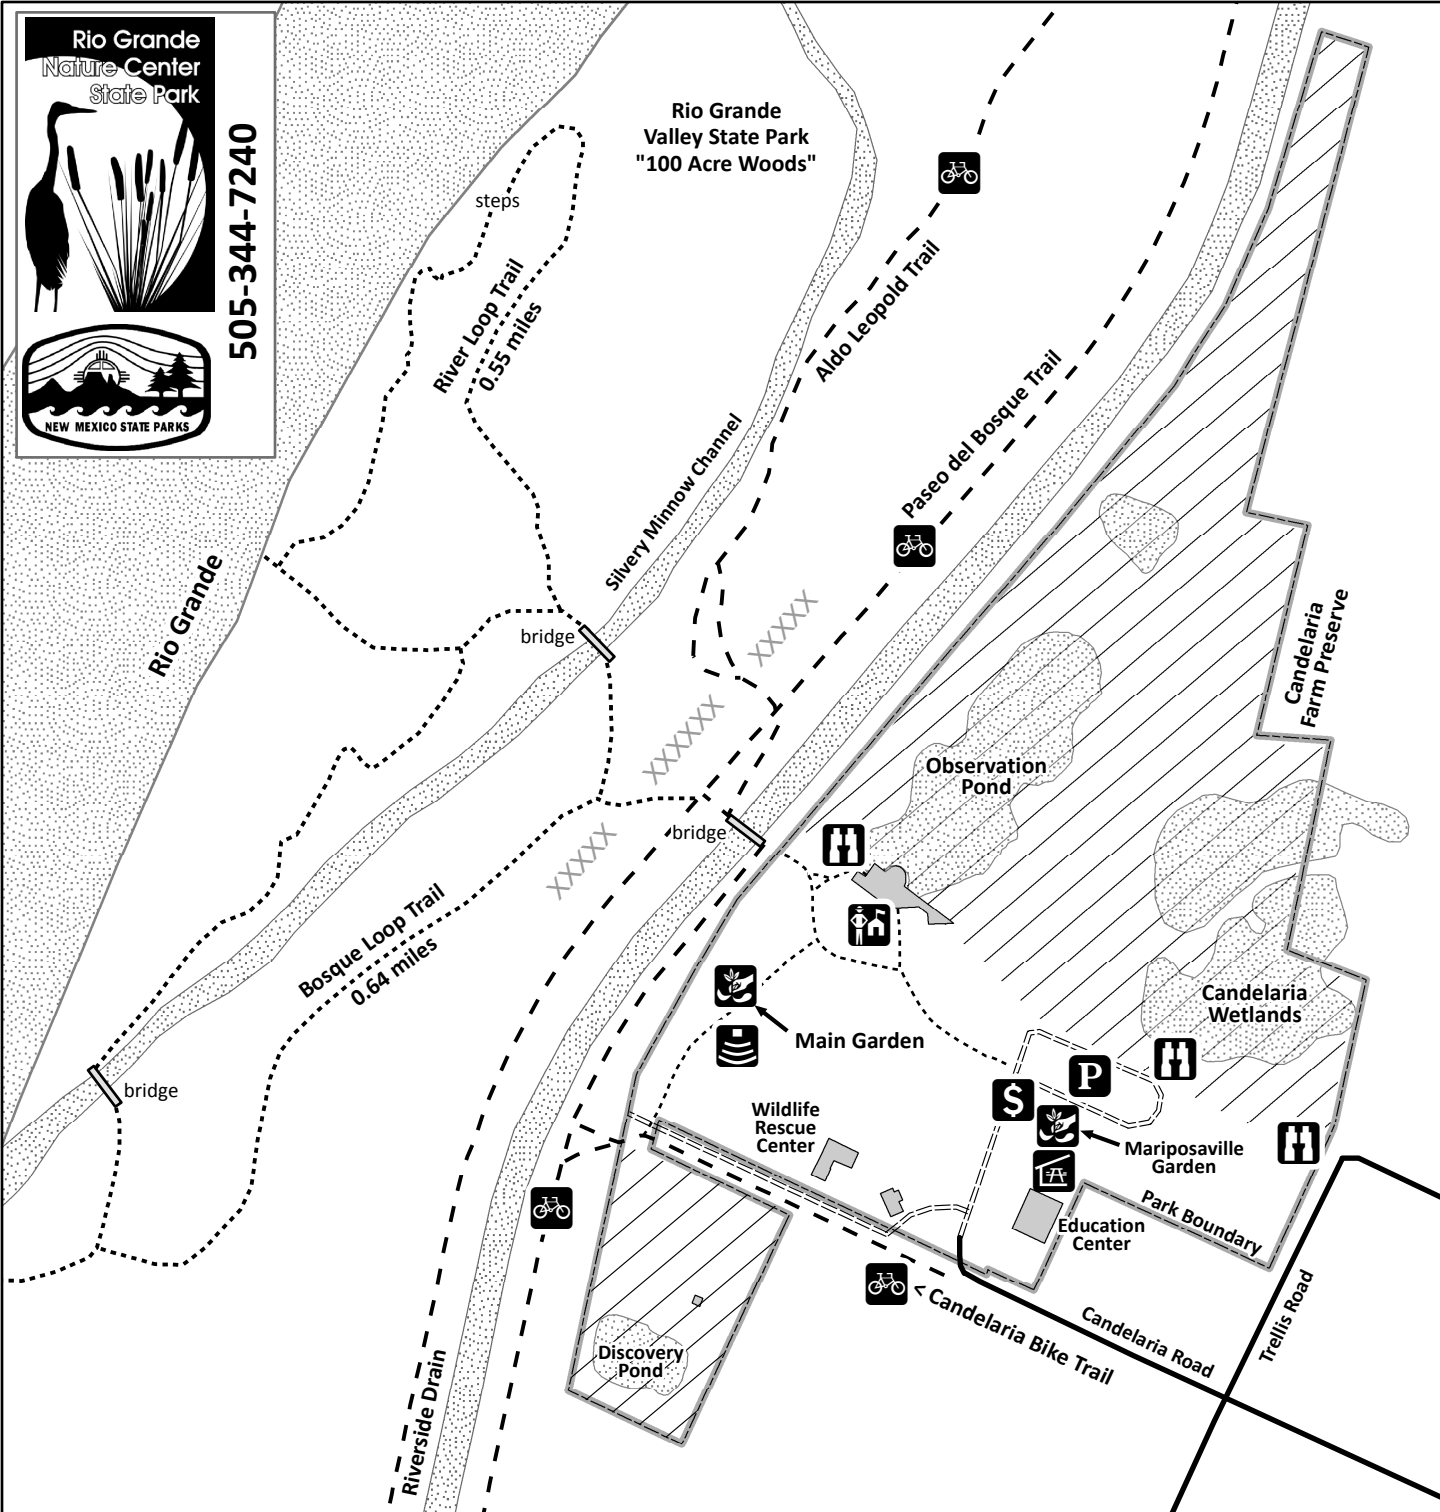 Rio Grande
Nature Center
State Park
505-344-7240
NEW MEXICO STATE PARKS
Rio Grande
Valley State Park
"100 Acre Woods"
steps
River Loop Trail
0.55 miles
Aldo Leopold Trail
Paseo del Bosque Trail
Silvery Minnow Channel
Rio Grande
bridge
XXXXX
XXXXXX
XXXXX
Candelaria
Farm Preserve
Observation
Pond
bridge
Bosque Loop Trail
0.64 miles
Candelaria
Wetlands
Main Garden
bridge
P
$
Wildlife
Rescue
Center
Mariposaville
Garden
Park Boundary
Education
Center
< Candelaria Bike Trail
Candelaria Road
Trellis Road
Discovery
Pond
Riverside Drain